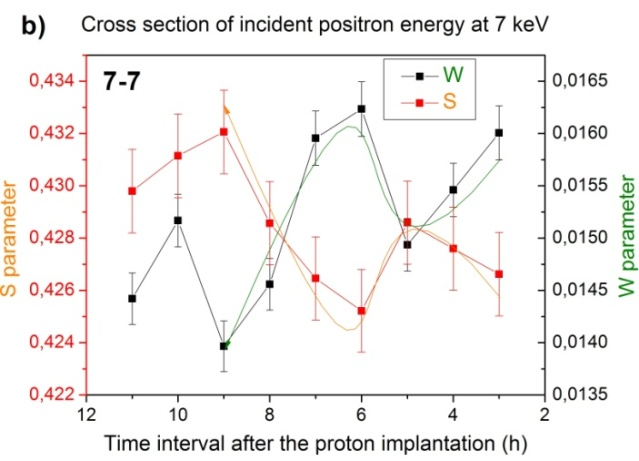 b) Cross section of incident positron energy at 7 keV
7-7
W
S
0,434
0,432
0,430
0,428
0,426
0,424
0,422
S parameter
0,0165
0,0160
0,0155
0,0150
0,0145
0,0140
0,0135
W parameter
12 10 8 6 4 2
Time interval after the proton implantation (h)